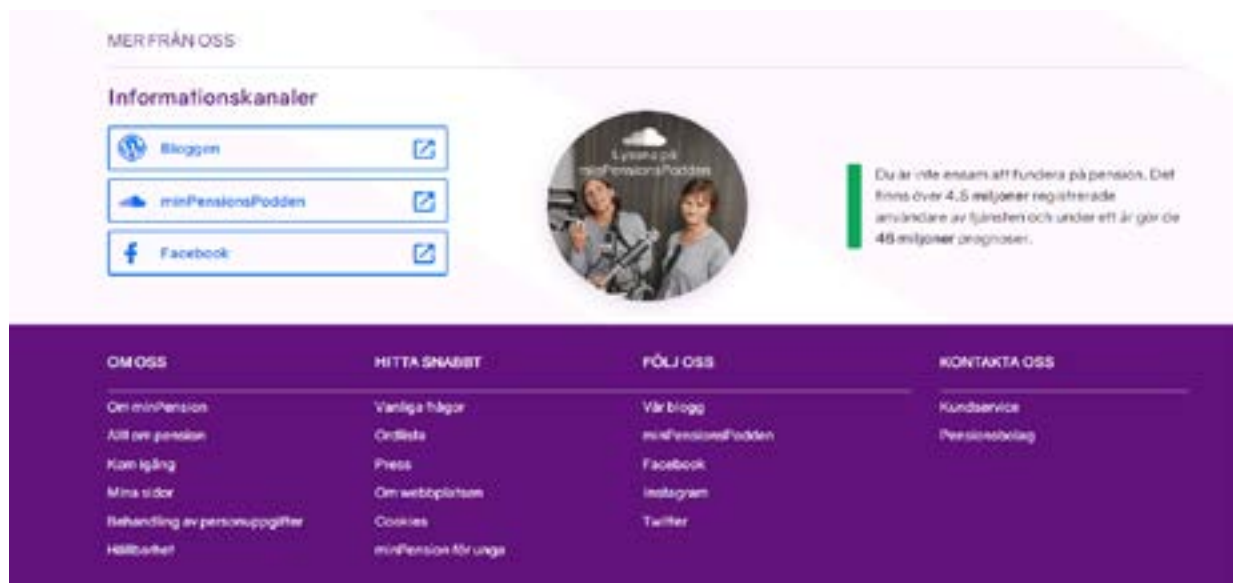 MER FRÅN OSS
Informationskanaler
Bloggen
minPensionsPodden
Facebook
Lyssna på
minPensionsPodden
Du är inte ensam att fundera på pension. Det
finns över 4,5 miljoner registrerade
användare av tjänsten och under ett år gör de
46 miljoner prognoser.
OM OSS
Om minPension
Allt om pension
Kom igång
Mina sidor
Behandling av personuppgifter
Hållbarhet
HITTA SNABBT
Vanliga frågor
Ordlista
Press
Om webbplatsen
Cookies
minPension för unga
FÖLJ OSS
Vår blogg
minPensionsPodden
Facebook
Instagram
Twitter
KONTAKTA OSS
Kundservice
Pensionsbolag